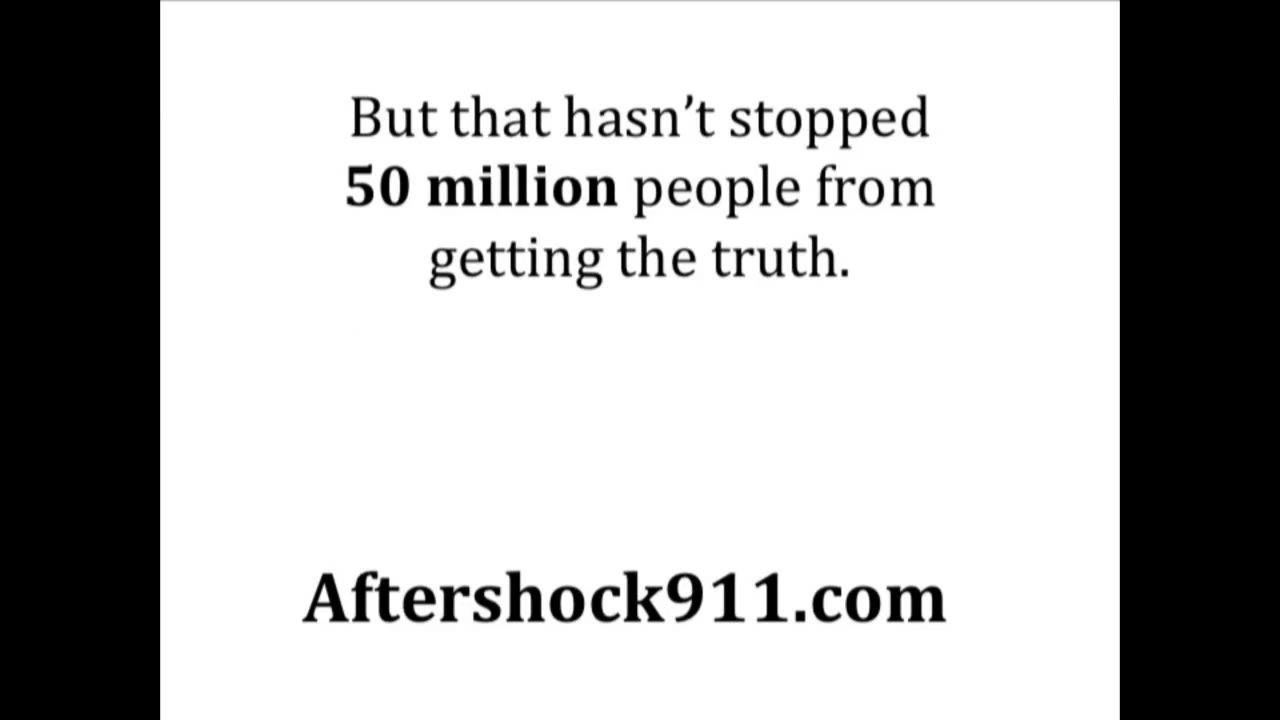 But that hasn’t stopped
50 million people from
getting the truth.
Aftershock911.com